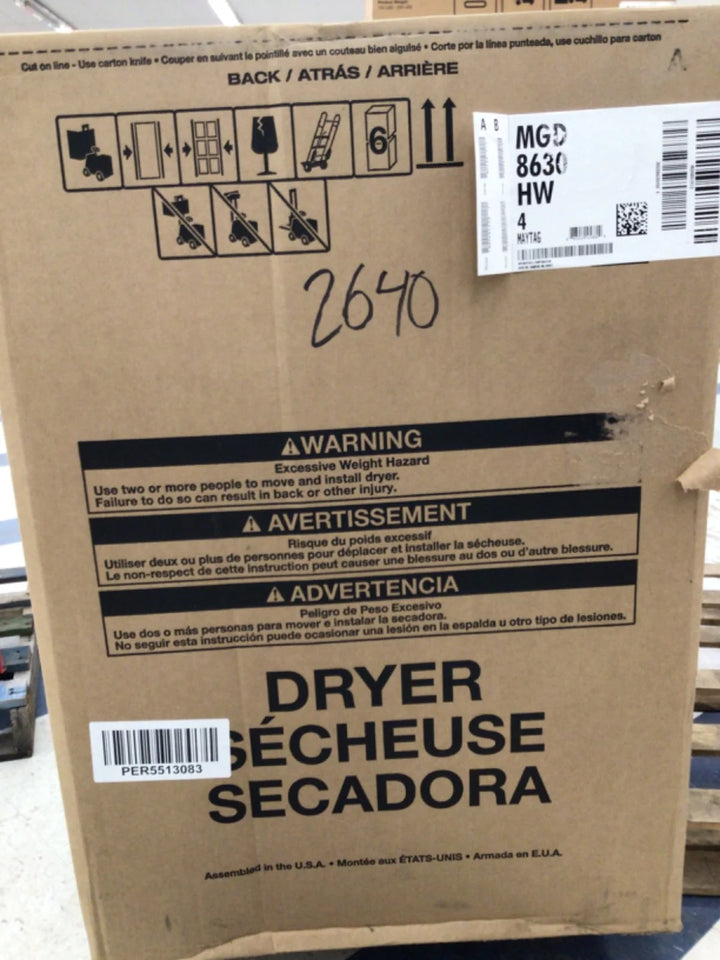 Cut on line - Use carton knife • Couper en suivant le pointillé avec un couteau bien aiguisé • Corte por la línea punteada, use cuchillo para carton
BACK / ATRÁS / ARRIÈRE
A
6
A B
MGD
8630
HW
4
MAYTAG
2640
WARNING
Excessive Weight Hazard
Use two or more people to move and install dryer.
Failure to do so can result in back or other injury.
AVERTISSEMENT
Risque du poids excessif
Utiliser deux ou plus de personnes pour déplacer et installer la sécheuse.
Le non-respect de cette instruction peut causer une blessure au dos ou d'autre blessure.
ADVERTENCIA
Peligro de Peso Excesivo
Use dos o más personas para mover e instalar la secadora.
No seguir esta instrucción puede ocasionar una lesión en la espalda u otro tipo de lesiones.
DRYER
SÉCHEUSE
SECADORA
PER5513083
Assembled in the U.S.A. • Montée aux ÉTATS-UNIS • Armada en E.U.A.